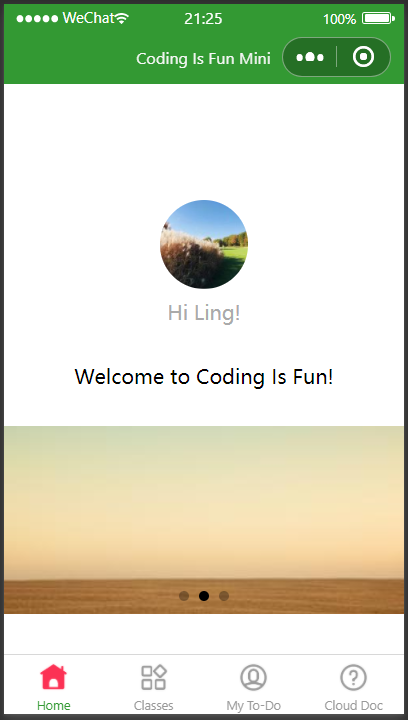 WeChat 21:25 100%
Coding Is Fun Mini
Hi Ling!
Welcome to Coding Is Fun!
Home Classes My To-Do Cloud Doc